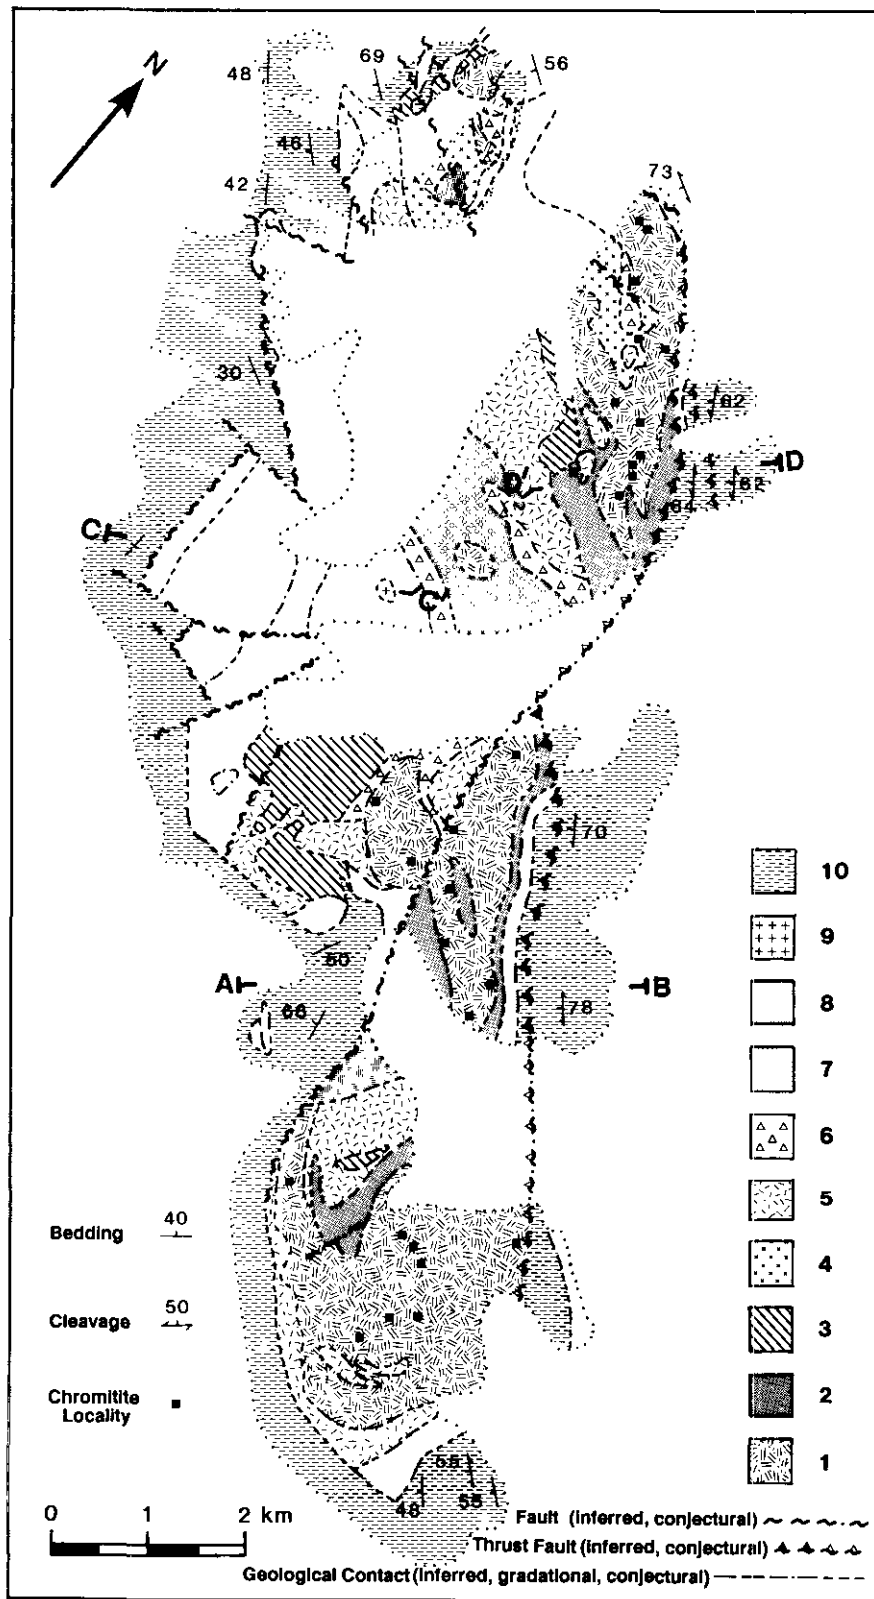 N
48
69
56
46
42
73
30
62
D
62
64
D
C
C
70
50
A
B
66
78
10
9
8
7
6
5
4
3
2
1
Bedding 40
Cleavage 50
Chromitite
Locality
55
48
55
0 1 2 km
Fault (inferred, conjectural)
Thrust Fault (inferred, conjectural)
Geological Contact (inferred, gradational, conjectural)